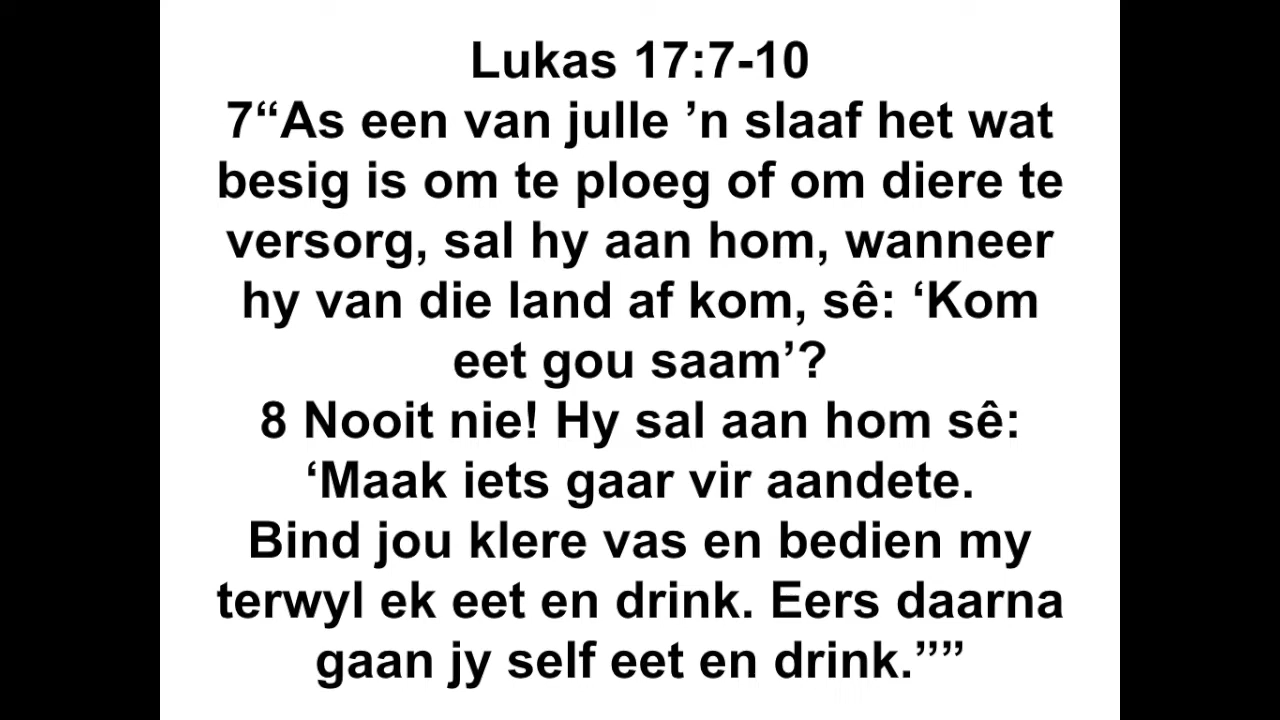 Lukas 17:7-10
7“As een van julle ’n slaaf het wat
besig is om te ploeg of om diere te
versorg, sal hy aan hom, wanneer
hy van die land af kom, sê: ‘Kom
eet gou saam’?
8 Nooit nie! Hy sal aan hom sê:
‘Maak iets gaar vir aandete.
Bind jou klere vas en bedien my
terwyl ek eet en drink. Eers daarna
gaan jy self eet en drink.””